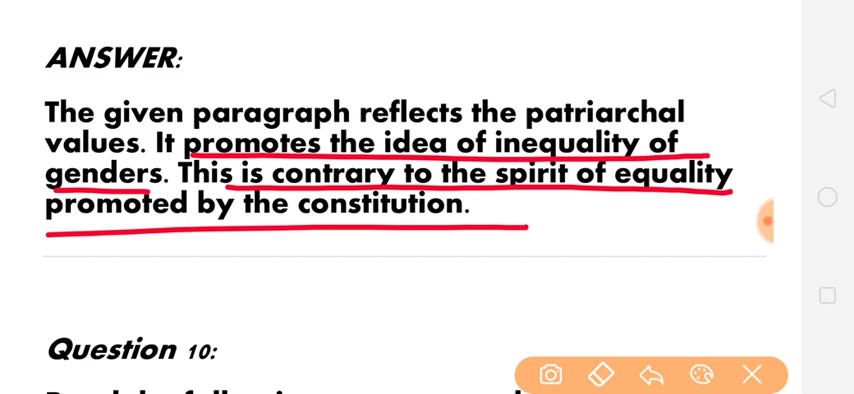 ANSWER:
The given paragraph reflects the patriarchal
values. It promotes the idea of inequality of
genders. This is contrary to the spirit of equality
promoted by the constitution.
Question 10: